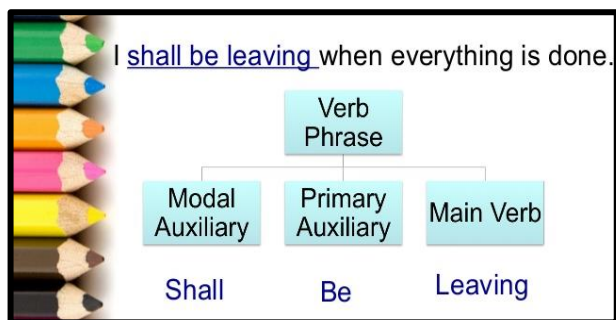 I shall be leaving when everything is done.
Verb
Phrase
Modal
Auxiliary
Primary
Auxiliary
Main Verb
Shall
Be
Leaving